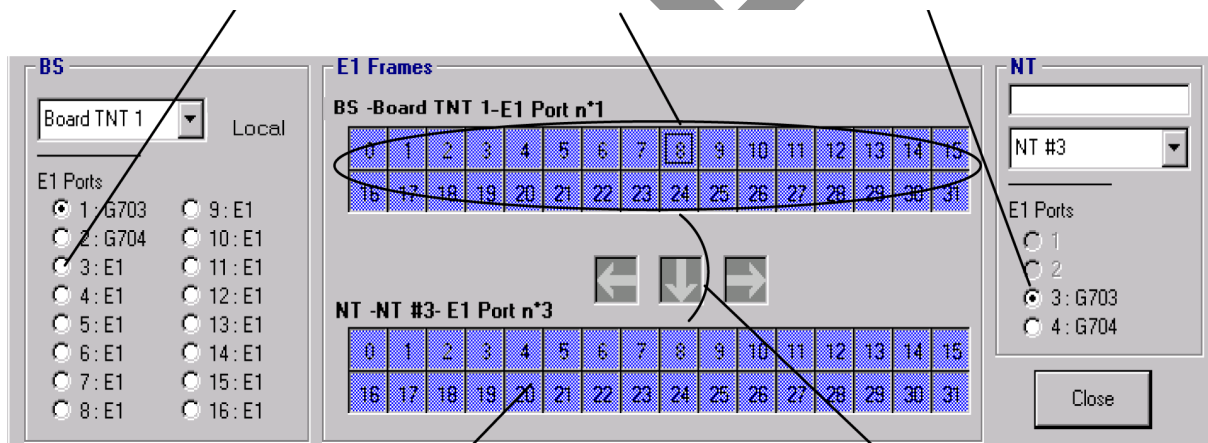 BS
Board TNT 1
Local
E1 Ports
1 : G703
2 : G704
3 : E1
4 : E1
5 : E1
6 : E1
7 : E1
8 : E1
9 : E1
10 : E1
11 : E1
12 : E1
13 : E1
14 : E1
15 : E1
16 : E1
E1 Frames
BS -Board TNT 1-E1 Port n°1
0 1 2 3 4 5 6 7 8 9 10 11 12 13 14 15
16 17 18 19 20 21 22 23 24 25 26 27 28 29 30 31
NT -NT #3- E1 Port n°3
0 1 2 3 4 5 6 7 8 9 10 11 12 13 14 15
16 17 18 19 20 21 22 23 24 25 26 27 28 29 30 31
NT
NT #3
E1 Ports
1
2
3 : G703
4 : G704
Close